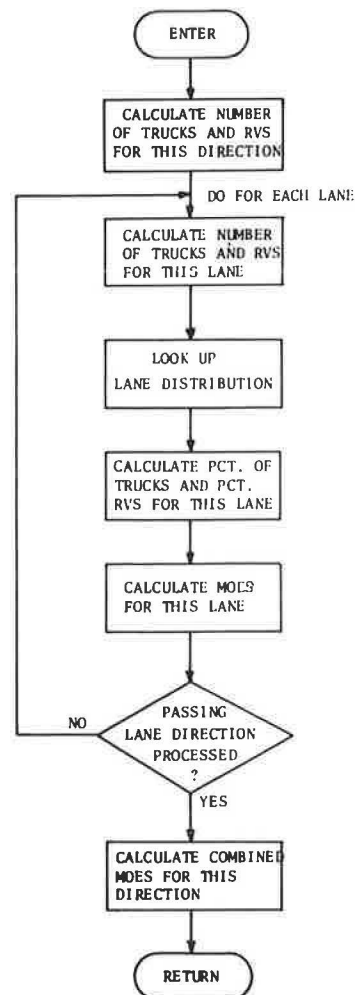 ENTER
CALCULATE NUMBER
OF TRUCKS AND RVS
FOR THIS DIRECTION
DO FOR EACH LANE
CALCULATE NUMBER
OF TRUCKS AND RVS
FOR THIS LANE
LOOK UP
LANE DISTRIBUTION
CALCULATE PCT. OF
TRUCKS AND PCT.
RVS FOR THIS LANE
CALCULATE MOES
FOR THIS LANE
PASSING
LANE DIRECTION
PROCESSED
?
NO
YES
CALCULATE COMBINED
MOES FOR THIS
DIRECTION
RETURN